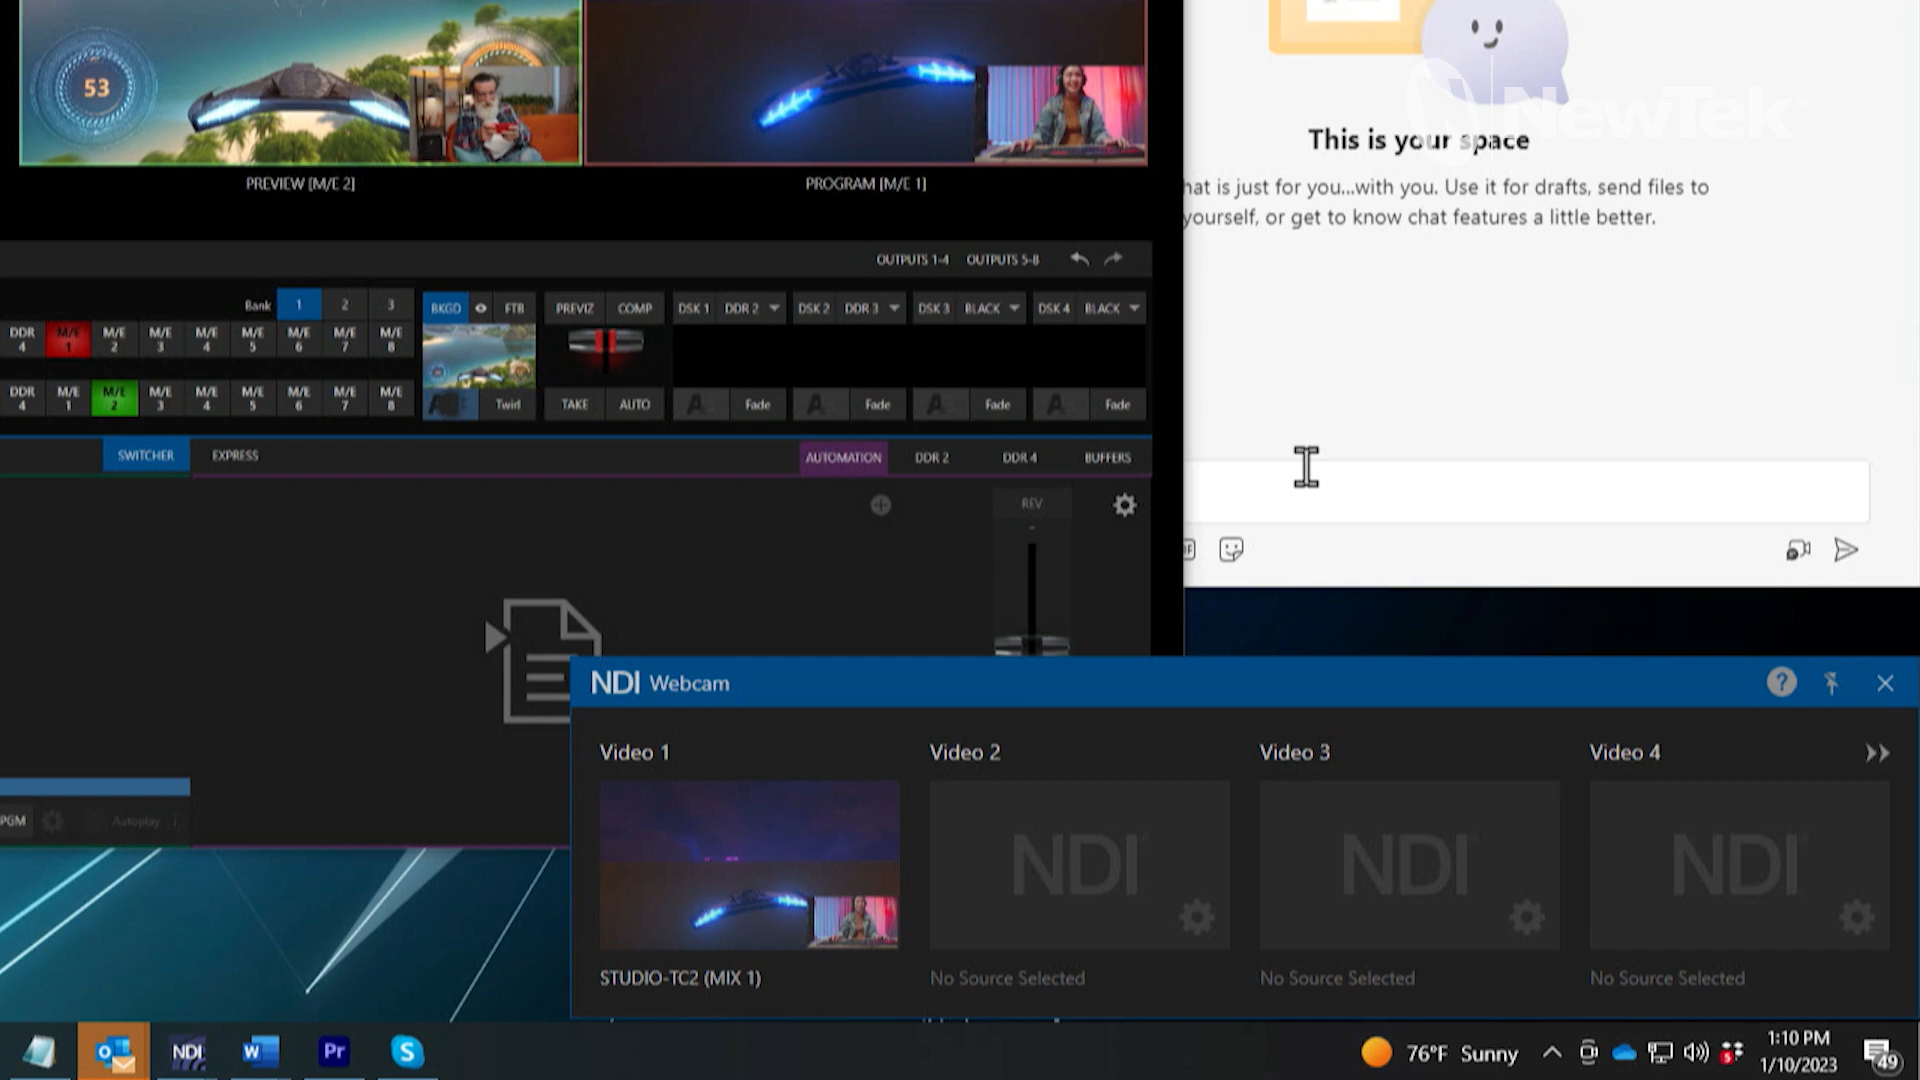 53
NewTek
PREVIEW [M/E 2]
PROGRAM [M/E 1]
This is your space
hat is just for you...with you. Use it for drafts, send files to
yourself, or get to know chat features a little better.
OUTPUTS 1-4 OUTPUTS 5-8
Bank 1 2 3
BKGD FTB PREVIZ COMP DSK 1 DDR 2 DSK 2 DDR 3 DSK 3 BLACK DSK 4 BLACK
DDR 4 M/E 1 M/E 2 M/E 3 M/E 4 M/E 5 M/E 6 M/E 7 M/E 8
DDR 4 M/E 1 M/E 2 M/E 3 M/E 4 M/E 5 M/E 6 M/E 7 M/E 8
Twirl TAKE AUTO Fade Fade Fade Fade
SWITCHER EXPRESS AUTOMATION DDR 2 DDR 4 BUFFERS
REV
PGM Autoplay
NDI Webcam
Video 1 Video 2 Video 3 Video 4
NDI NDI NDI
STUDIO-TC2 (MIX 1) No Source Selected No Source Selected No Source Selected
NDI W Pr S
76°F Sunny
5
1:10 PM
1/10/2023
49